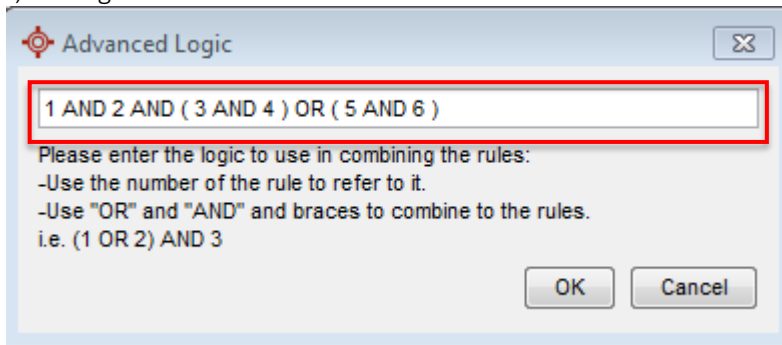 Advanced Logic
1 AND 2 AND ( 3 AND 4 ) OR ( 5 AND 6 )
Please enter the logic to use in combining the rules:
-Use the number of the rule to refer to it.
-Use "OR" and "AND" and braces to combine to the rules.
i.e. (1 OR 2) AND 3
OK Cancel